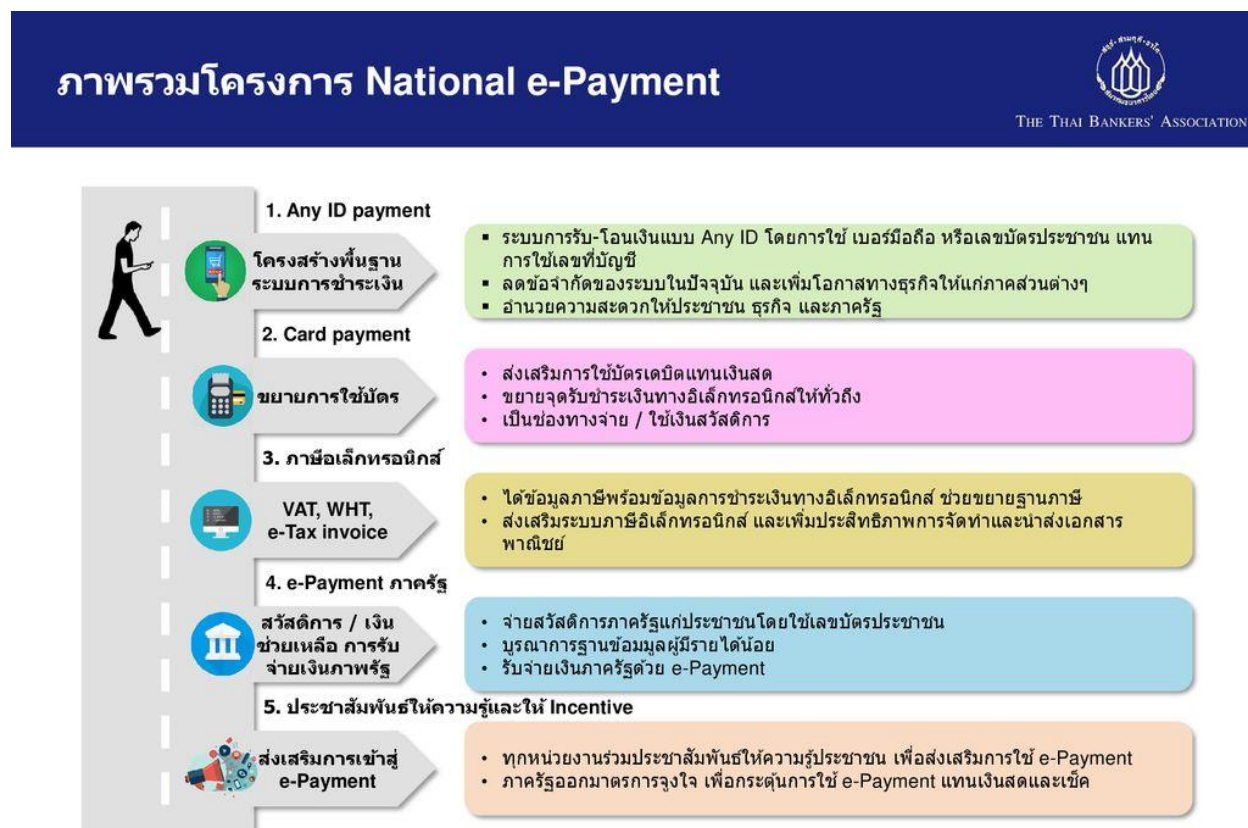 ภาพรวมโครงการ National e-Payment
THE THAI BANKERS' ASSOCIATION
1. Any ID payment
โครงสร้างพื้นฐาน
ระบบการชำระเงิน
▪ ระบบการรับ-โอนเงินแบบ Any ID โดยการใช้ เบอร์มือถือ หรือเลขบัตรประชาชน แทน
การใช้เลขที่บัญชี
▪ ลดข้อจำกัดของระบบในปัจจุบัน และเพิ่มโอกาสทางธุรกิจให้แก่ภาคส่วนต่างๆ
▪ อำนวยความสะดวกให้ประชาชน ธุรกิจ และภาครัฐ
2. Card payment
ขยายการใช้บัตร
• ส่งเสริมการใช้บัตรเดบิตแทนเงินสด
• ขยายจุดรับชำระเงินทางอิเล็กทรอนิกส์ให้ทั่วถึง
• เป็นช่องทางจ่าย / ใช้เงินสวัสดิการ
3. ภาษีอเล็กทรอนิกส์
VAT, WHT,
e-Tax invoice
• ได้ข้อมูลภาษีพร้อมข้อมูลการชำระเงินทางอิเล็กทรอนิกส์ ช่วยขยายฐานภาษี
• ส่งเสริมระบบภาษีอิเล็กทรอนิกส์ และเพิ่มประสิทธิภาพการจัดทำและนำส่งเอกสาร
พาณิชย์
4. e-Payment ภาครัฐ
สวัสดิการ / เงิน
ช่วยเหลือ การรับ
จ่ายเงินภาพรัฐ
• จ่ายสวัสดิการภาครัฐแก่ประชาชนโดยใช้เลขบัตรประชาชน
• บูรณาการฐานข้อมมูลผู้มีรายได้น้อย
• รับจ่ายเงินภาครัฐด้วย e-Payment
5. ประชาสัมพันธ์ให้ความรู้และให้ Incentive
ส่งเสริมการเข้าสู่
e-Payment
• ทุกหน่วยงานร่วมประชาสัมพันธ์ให้ความรู้ประชาชน เพื่อส่งเสริมการใช้ e-Payment
• ภาครัฐออกมาตรการจูงใจ เพื่อกระตุ้นการใช้ e-Payment แทนเงินสดและเช็ค